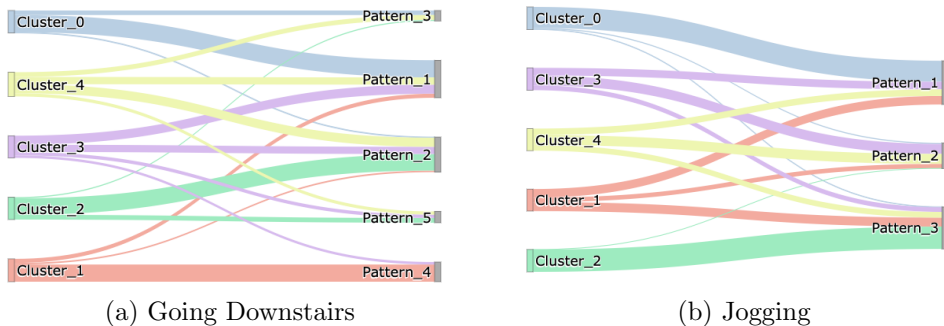 Cluster_0
Cluster_4
Cluster_3
Cluster_2
Cluster_1
Pattern_3
Pattern_1
Pattern_2
Pattern_5
Pattern_4
(a) Going Downstairs
Cluster_0
Cluster_3
Cluster_4
Cluster_1
Cluster_2
Pattern_1
Pattern_2
Pattern_3
(b) Jogging